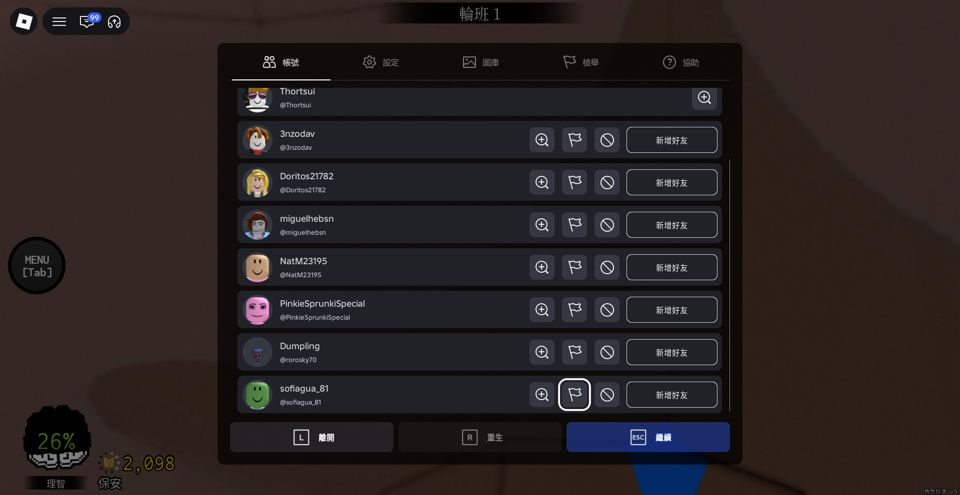 99
輪班 1
帳號
設定
圖庫
檢舉
協助
Thortsui
@Thortsui
3nzodav
@3nzodav
新增好友
Doritos21782
@Doritos21782
新增好友
miguelhebsn
@miguelhebsn
新增好友
NatM23195
@NatM23195
新增好友
PinkieSprunkiSpecial
@PinkieSprunkiSpecial
新增好友
Dumpling
@rorosky70
新增好友
sofiagua_81
@sofiagua_81
新增好友
L 離開
R 重生
ESC 繼續
MENU
[Tab]
26%
理智
2,098
保安